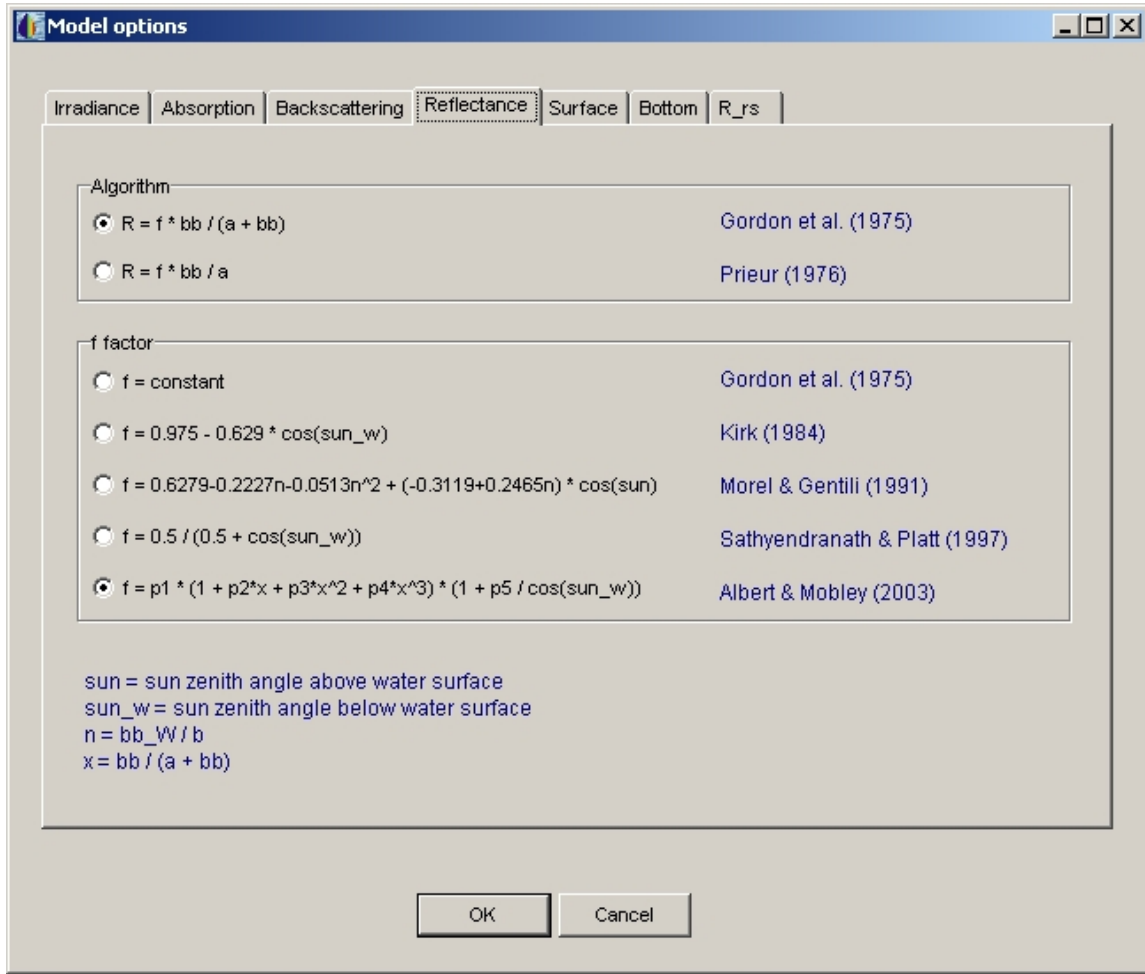 Model options
Irradiance Absorption Backscattering Reflectance Surface Bottom R_rs
Algorithm
R = f * bb / (a + bb) Gordon et al. (1975)
R = f * bb / a Prieur (1976)
f factor
f = constant Gordon et al. (1975)
f = 0.975 - 0.629 * cos(sun_w) Kirk (1984)
f = 0.6279-0.2227n-0.0513n^2 + (-0.3119+0.2465n) * cos(sun) Morel & Gentili (1991)
f = 0.5 / (0.5 + cos(sun_w)) Sathyendranath & Platt (1997)
f = p1 * (1 + p2*x + p3*x^2 + p4*x^3) * (1 + p5 / cos(sun_w)) Albert & Mobley (2003)
sun = sun zenith angle above water surface
sun_w = sun zenith angle below water surface
n = bb_W / b
x = bb / (a + bb)
OK Cancel